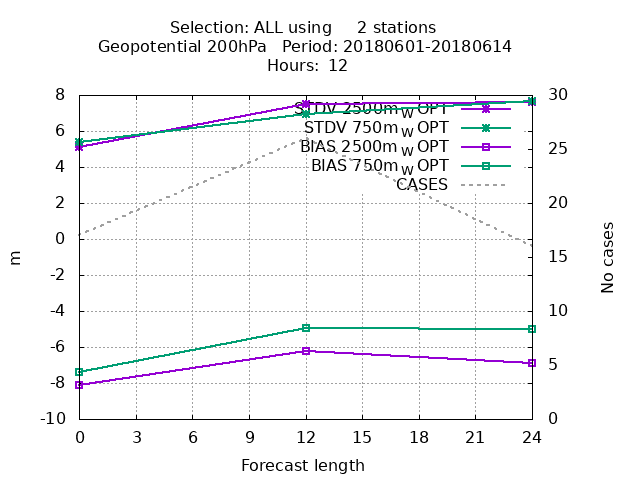 Selection: ALL using 2 stations
Geopotential 200hPa Period: 20180601-20180614
Hours: 12
8
6
4
2
0
-2
-4
-6
-8
-10
m
STDV 2500m W OPT
STDV 750m W OPT
BIAS 2500m W OPT
BIAS 750m W OPT
CASES
30
25
20
15
10
5
0
No cases
0 3 6 9 12 15 18 21 24
Forecast length